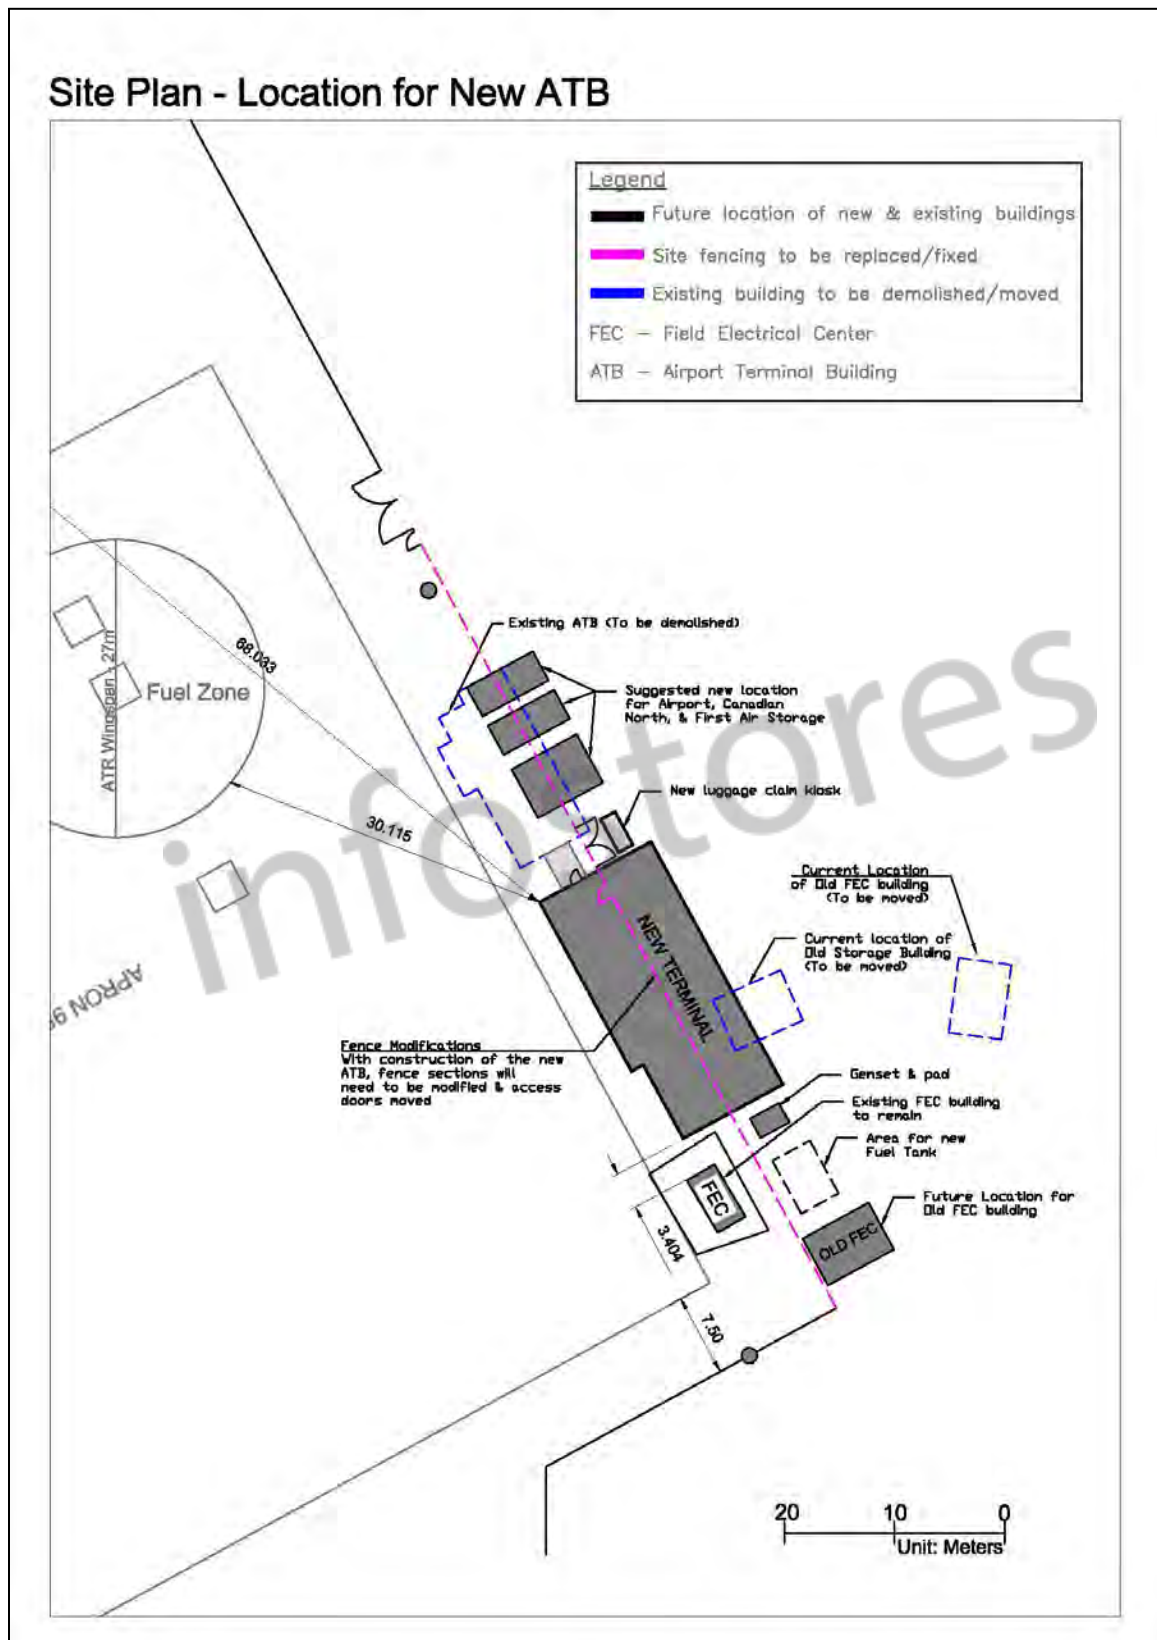 Site Plan - Location for New ATB
Legend
Future location of new & existing buildings
Site fencing to be replaced/fixed
Existing building to be demolished/moved
FEC - Field Electrical Center
ATB - Airport Terminal Building
Existing ATB (To be demolished)
68.033
ATR Wingspan - 27m
Fuel Zone
Suggested new location
for Airport, Canadian
North, & First Air Storage
New luggage claim kiosk
30.115
infostores
Current Location
of Old FEC building
(To be moved)
Current location of
Old Storage Building
(To be moved)
NEW TERMINAL
APRON
Fence Modifications
With construction of the new
ATB, fence sections will
need to be modified & access
doors moved
Genset & pad
Existing FEC building
to remain
Area for new
Fuel Tank
FEC
Future Location for
Old FEC building
OLD FEC
3.404
7.50
20 10 0
Unit: Meters